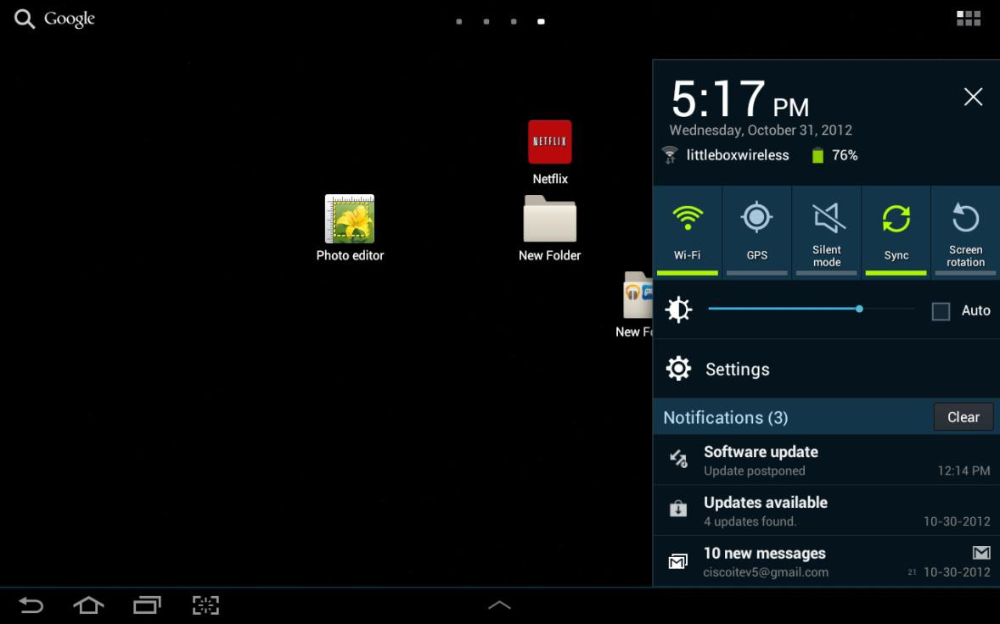 Google
5:17 PM
Wednesday, October 31, 2012
littleboxwireless 76%
NETFLIX
Netflix
Photo editor
New Folder
New Fo
Wi-Fi
GPS
Silent
mode
Sync
Screen
rotation
Auto
Settings
Notifications (3) Clear
Software update
Update postponed 12:14 PM
Updates available
4 updates found. 10-30-2012
10 new messages
ciscoitev5@gmail.com 21 10-30-2012